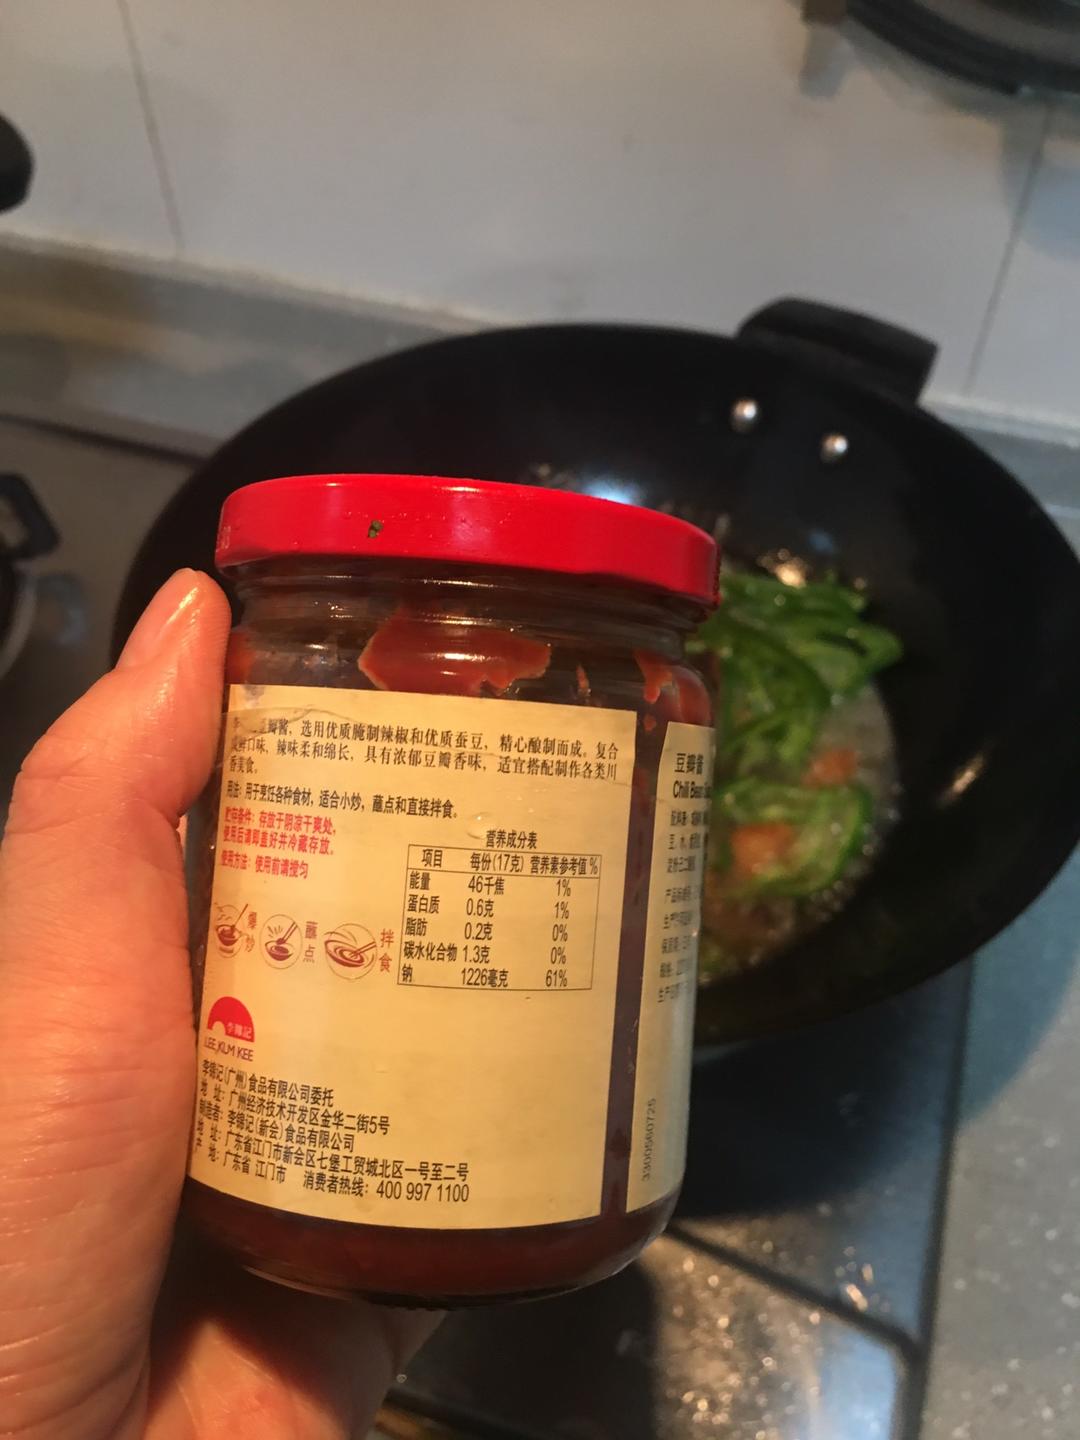 豆瓣酱，选用优质腌制辣椒和优质蚕豆，精心酿制而成。复合
口味，辣味柔和绵长，具有浓郁豆瓣香味，适宜搭配制作各类川
香美食。
用法：用于烹饪各种食材，适合小炒，蘸点和直接拌食。
贮存条件：存放于阴凉干爽处，
使用后请即盖好并冷藏存放。
使用方法：使用前请搅匀
营养成分表
项目 每份(17克) 营养素参考值%
能量 46千焦 1%
蛋白质 0.6克 1%
脂肪 0.2克 0%
碳水化合物 1.3克 0%
钠 1226毫克 61%
爆炒
蘸点
拌食
李錦記
LEE KUM KEE
李锦记(广州)食品有限公司委托
地 址：广州经济技术开发区金华二街5号
制造者：李锦记(新会)食品有限公司
地 址：广东省江门市新会区七堡工贸城北区一号至二号
产 地：广东省 江门市 消费者热线：400 997 1100
豆瓣酱
Chili Bean